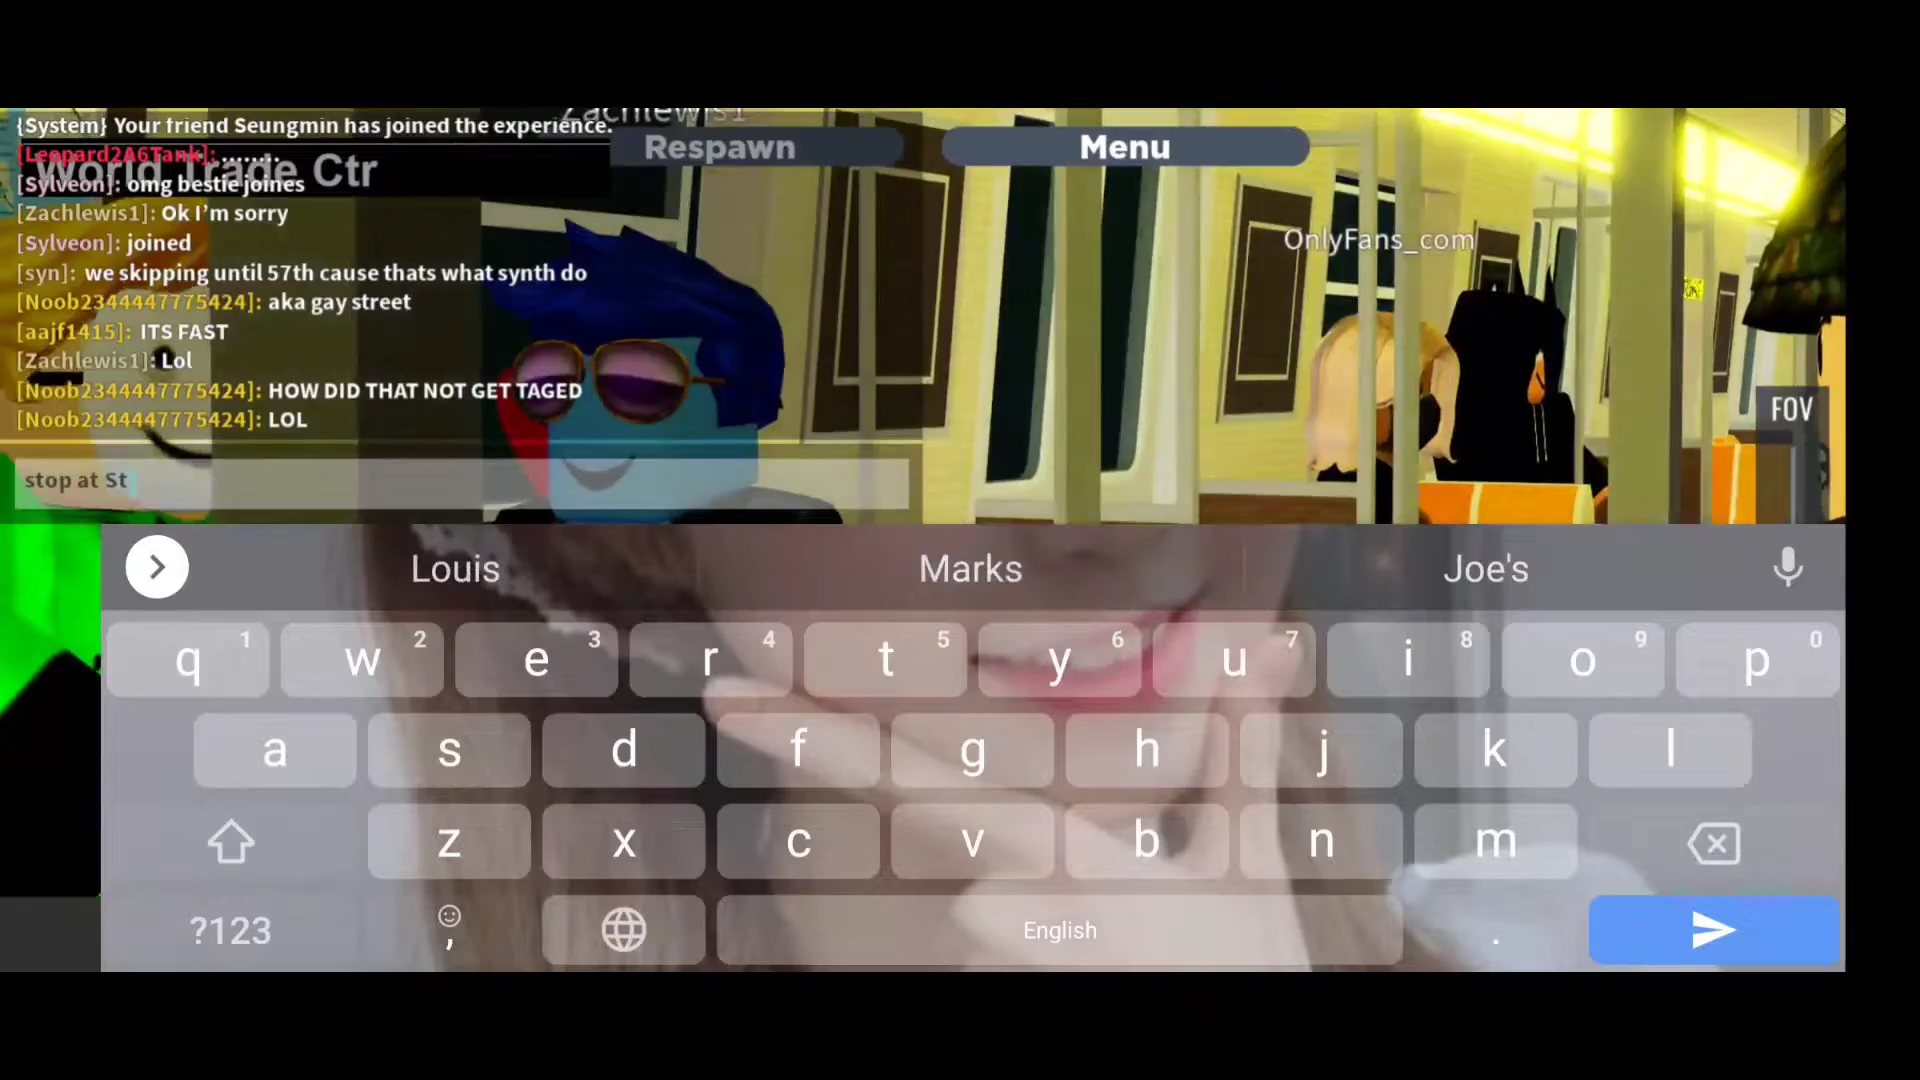 Zachlewis1
{System} Your friend Seungmin has joined the experience.
[Leopard2A6Tank]: ........
World Trade Ctr
[Sylveon]: omg bestie joines
[Zachlewis1]: Ok I'm sorry
[Sylveon]: joined
[syn]: we skipping until 57th cause thats what synth do
[Noob2344447775424]: aka gay street
[aajf1415]: ITS FAST
[Zachlewis1]: Lol
[Noob2344447775424]: HOW DID THAT NOT GET TAGED
[Noob2344447775424]: LOL
stop at St
Respawn
Menu
OnlyFans_com
FOV
Louis Marks Joe's
q 1 w 2 e 3 r 4 t 5 y 6 u 7 i 8 o 9 p 0
a s d f g h j k l
z x c v b n m
?123 , English .